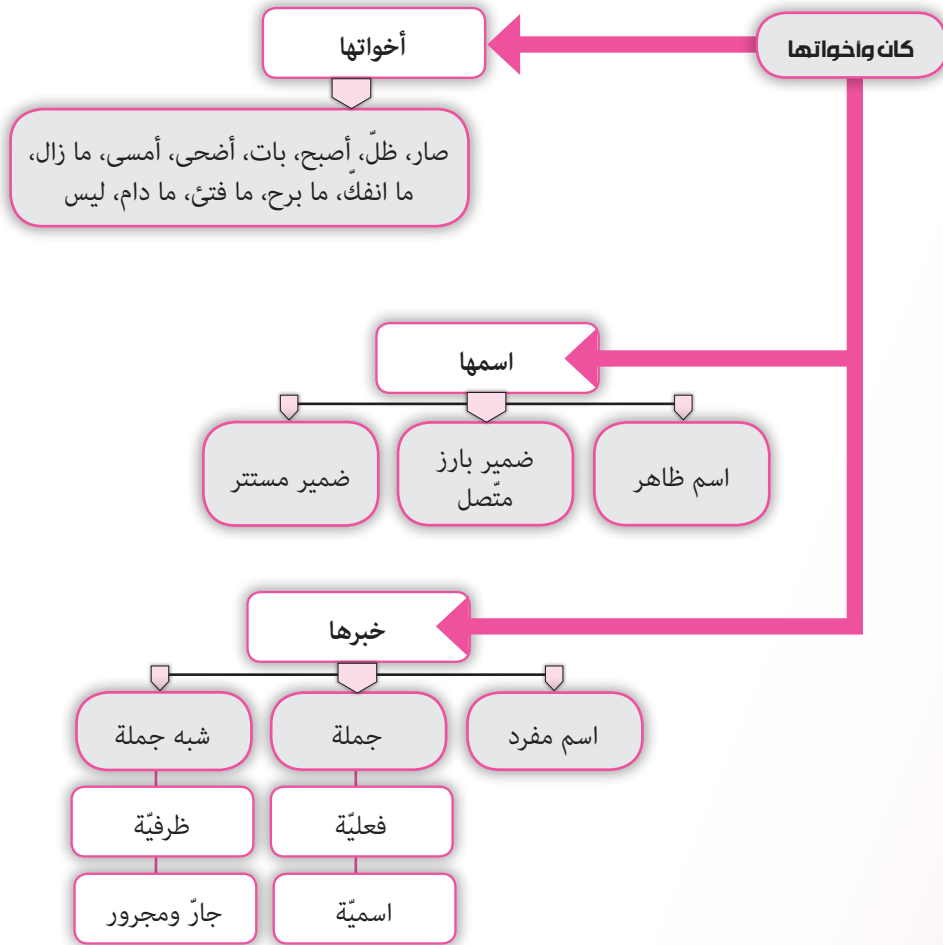 كان وأخواتها
أخواتها
صار، ظلّ، أصبح، بات، أضحى، أمسى، ما زال،
ما انفكّ، ما برح، ما فتئ، ما دام، ليس
اسمها
اسم ظاهر
ضمير بارز
متّصل
ضمير مستتر
خبرها
اسم مفرد
جملة
شبه جملة
فعليّة
ظرفيّة
اسميّة
جارّ ومجرور